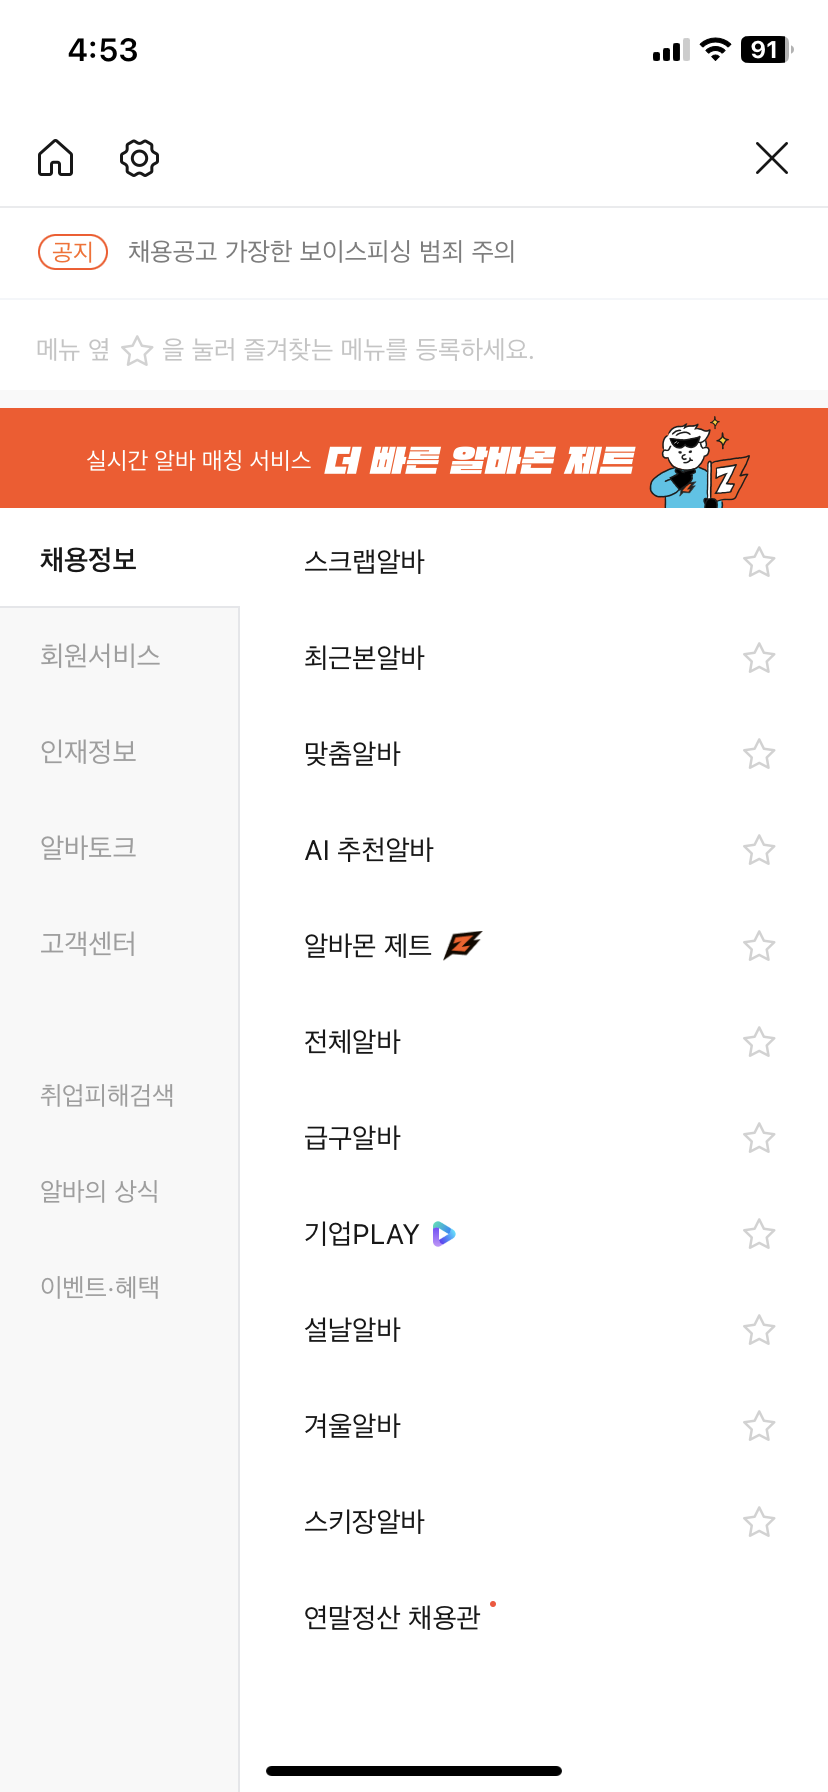 4:53
91
공지 채용공고 가장한 보이스피싱 범죄 주의
메뉴 옆 을 눌러 즐겨찾는 메뉴를 등록하세요.
실시간 알바 매칭 서비스 더 빠른 알바몬 제트
Z
채용정보
회원서비스
인재정보
알바토크
고객센터
취업피해검색
알바의 상식
이벤트·혜택
스크랩알바
최근본알바
맞춤알바
AI 추천알바
알바몬 제트 Z
전체알바
급구알바
기업PLAY
설날알바
겨울알바
스키장알바
연말정산 채용관